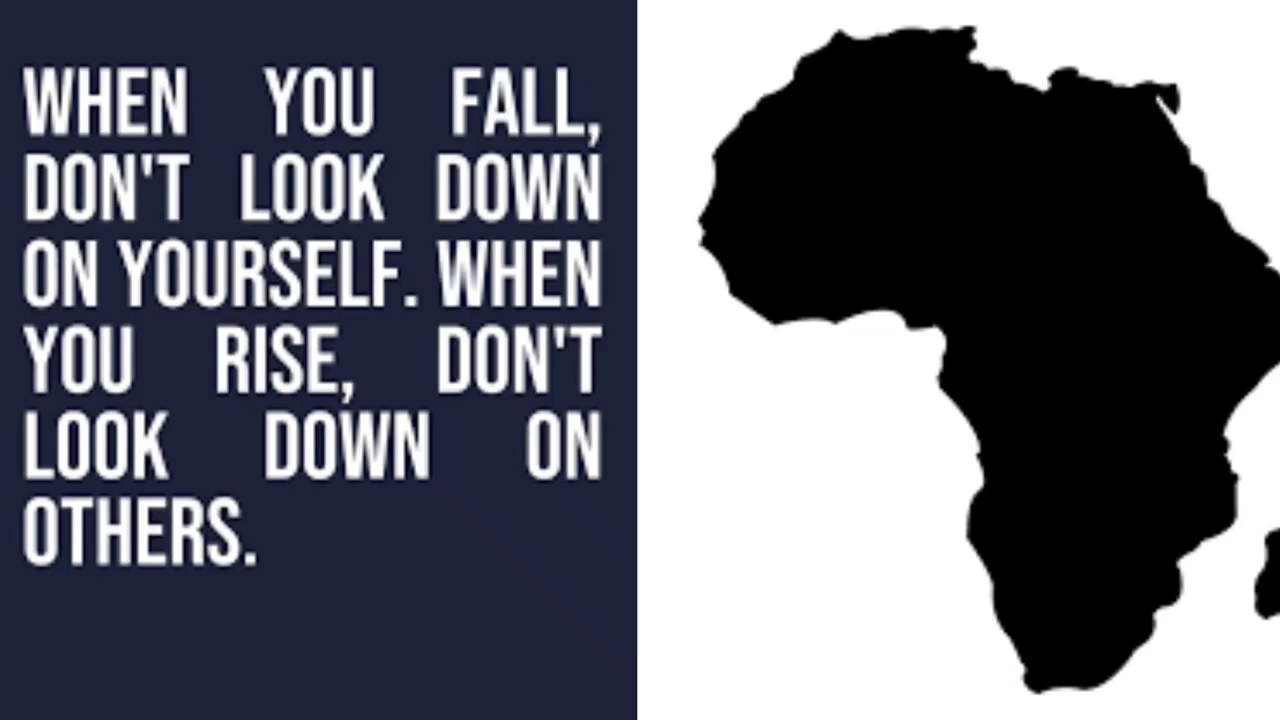 WHEN YOU FALL,
DON'T LOOK DOWN
ON YOURSELF. WHEN
YOU RISE, DON'T
LOOK DOWN ON
OTHERS.